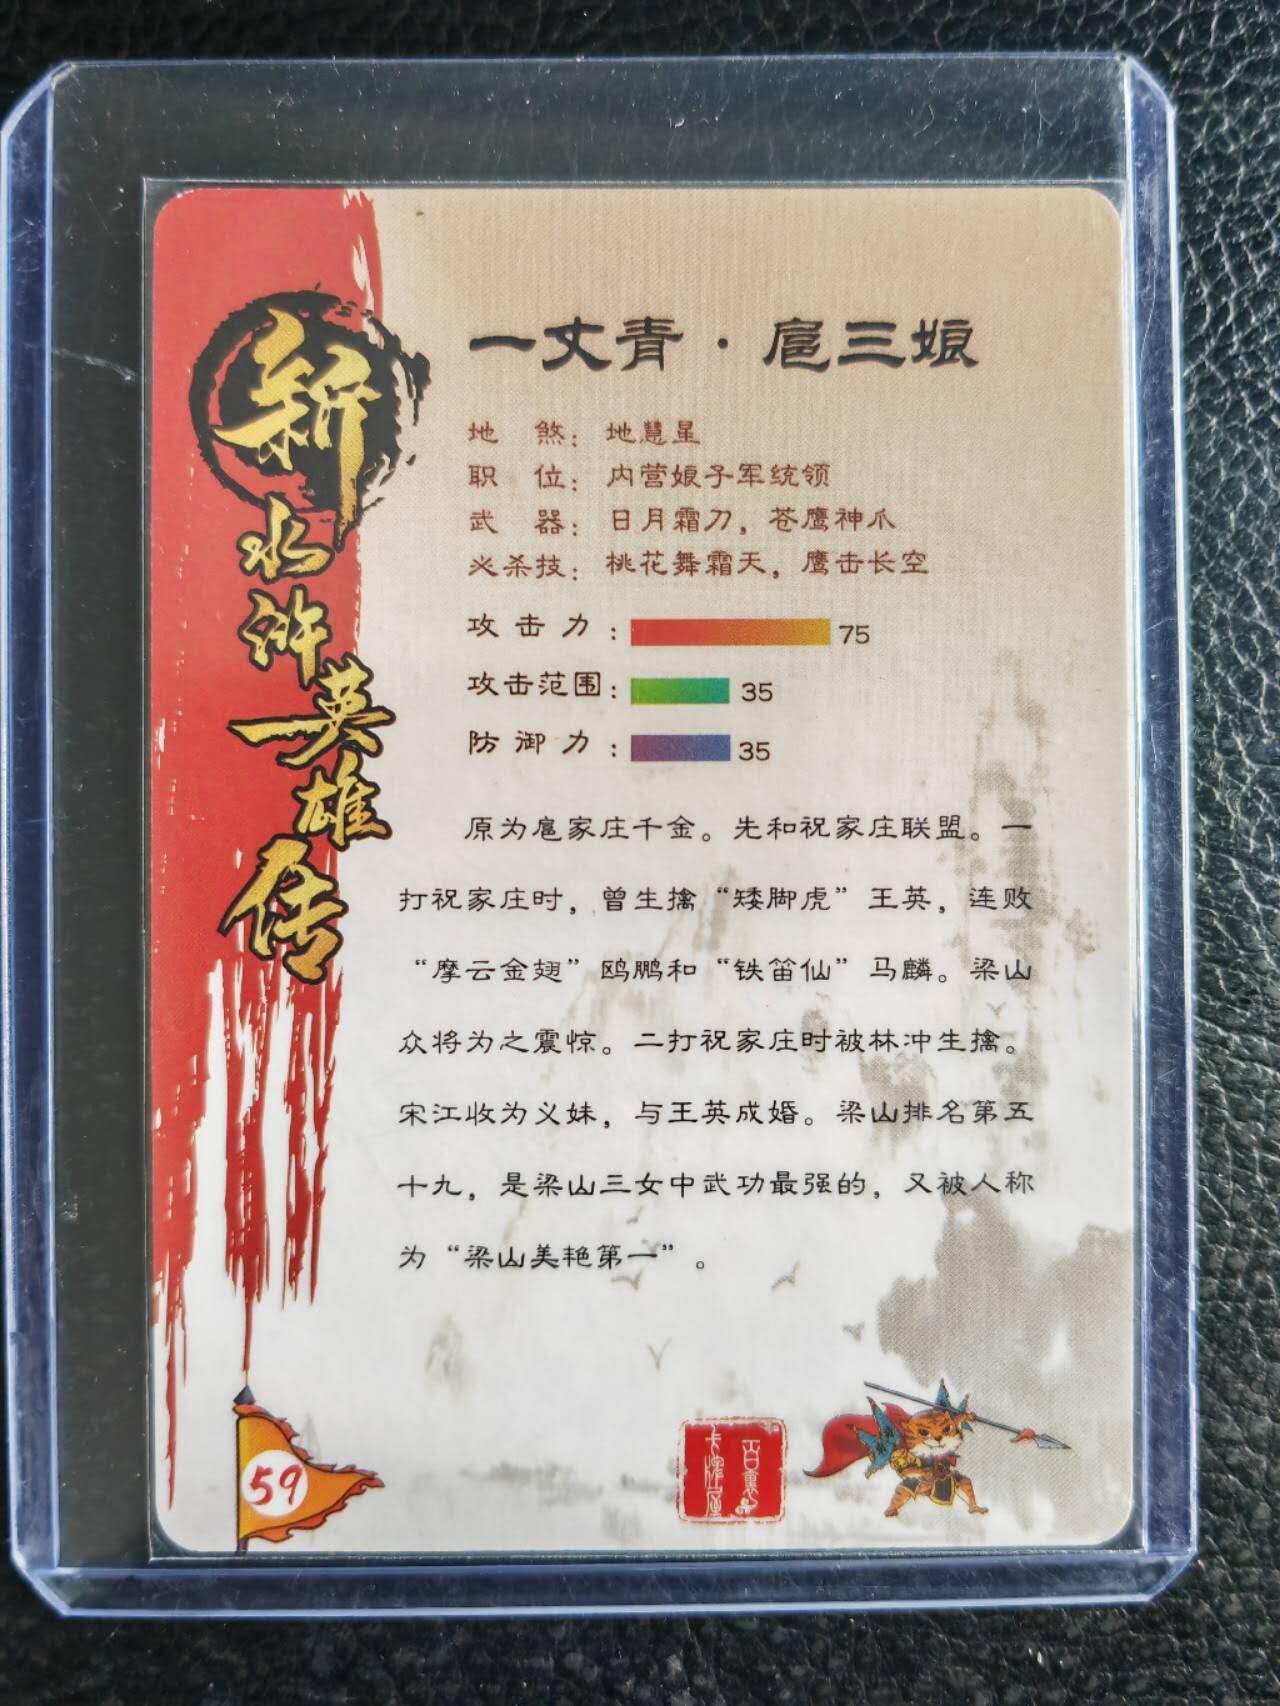 新水浒英雄传
一丈青·扈三娘
地 煞：地慧星
职 位：内营娘子军统领
武 器：日月霜刀，苍鹰神爪
必杀技：桃花舞霜天，鹰击长空
攻击力：75
攻击范围：35
防御力：35
原为扈家庄千金。先和祝家庄联盟。一
打祝家庄时，曾生擒“矮脚虎”王英，连败
“摩云金翅”鸥鹏和“铁笛仙”马麟。梁山
众将为之震惊。二打祝家庄时被林冲生擒。
宋江收为义妹，与王英成婚。梁山排名第五
十九，是梁山三女中武功最强的，又被人称
为“梁山美艳第一”。
59